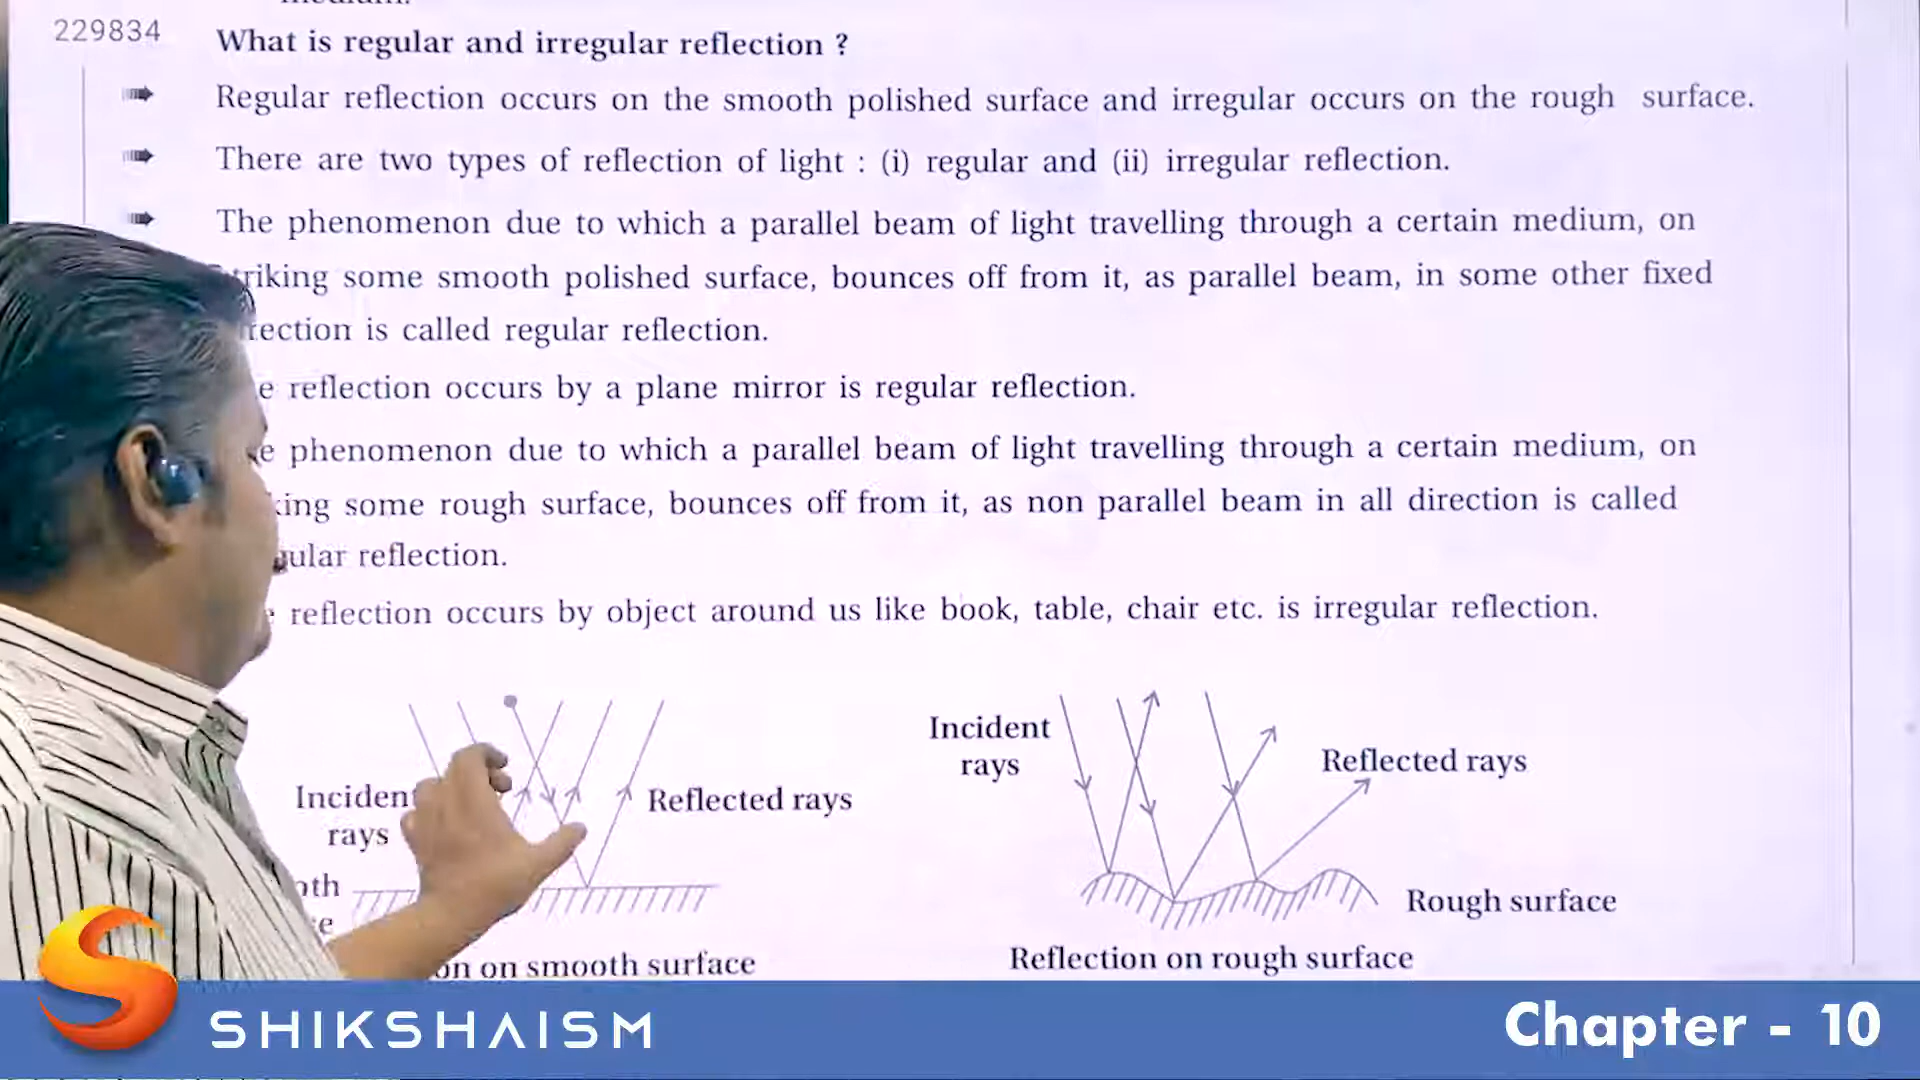 229834
What is regular and irregular reflection ?
Regular reflection occurs on the smooth polished surface and irregular occurs on the rough surface.
There are two types of reflection of light : (i) regular and (ii) irregular reflection.
The phenomenon due to which a parallel beam of light travelling through a certain medium, on
some smooth polished surface, bounces off from it, as parallel beam, in some other fixed
is called regular reflection.
reflection occurs by a plane mirror is regular reflection.
phenomenon due to which a parallel beam of light travelling through a certain medium, on
some rough surface, bounces off from it, as non parallel beam in all direction is called
reflection.
reflection occurs by object around us like book, table, chair etc. is irregular reflection.
Incident
rays
Reflected rays
Reflected rays
rays
Rough surface
on smooth surface
Reflection on rough surface
SHIKSHAISM
Chapter - 10